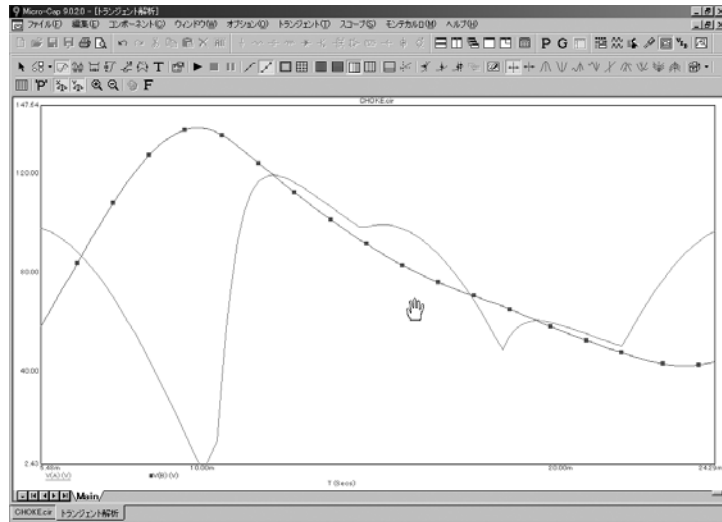 Micro-Cap 9.0.2.0 - [トランジェント解析]
ファイル(F) 編集(E) コンポーネント(C) ウィンドウ(W) オプション(O) トランジェント(T) スコープ(S) モンテカルロ(M) ヘルプ(H)
P G
T
P F
CHOKE.cir
147.64
120.00
80.00
40.00
2.43
10.00m 20.00m 24.29m
V(A) (V) V(B) (V)
T (Secs)
Main
CHOKE.cir トランジェント解析